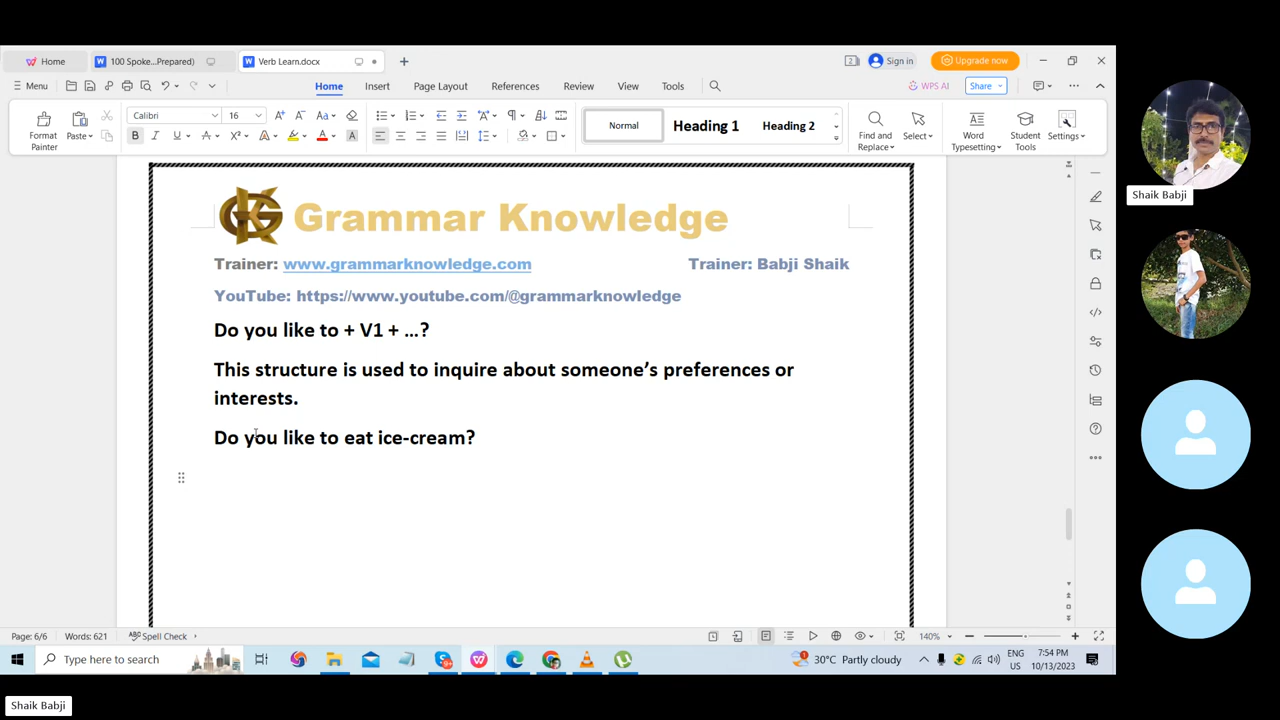 Home
100 Spoke...Prepared)
Verb Learn.docx
Sign in
Upgrade now
Menu
Home
Insert
Page Layout
References
Review
View
Tools
WPS AI
Share
Format Painter
Paste
Calibri
16
Normal
Heading 1
Heading 2
Find and Replace
Select
Word Typesetting
Student Tools
Settings
Shaik Babji
GK Grammar Knowledge
Trainer: www.grammarknowledge.com Trainer: Babji Shaik
YouTube: https://www.youtube.com/@grammarknowledge
Do you like to + V1 + ...?
This structure is used to inquire about someone’s preferences or
interests.
Do you like to eat ice-cream?
Page: 6/6 Words: 621 Spell Check 140%
Type here to search
30°C Partly cloudy
ENG
US
7:54 PM
10/13/2023
Shaik Babji